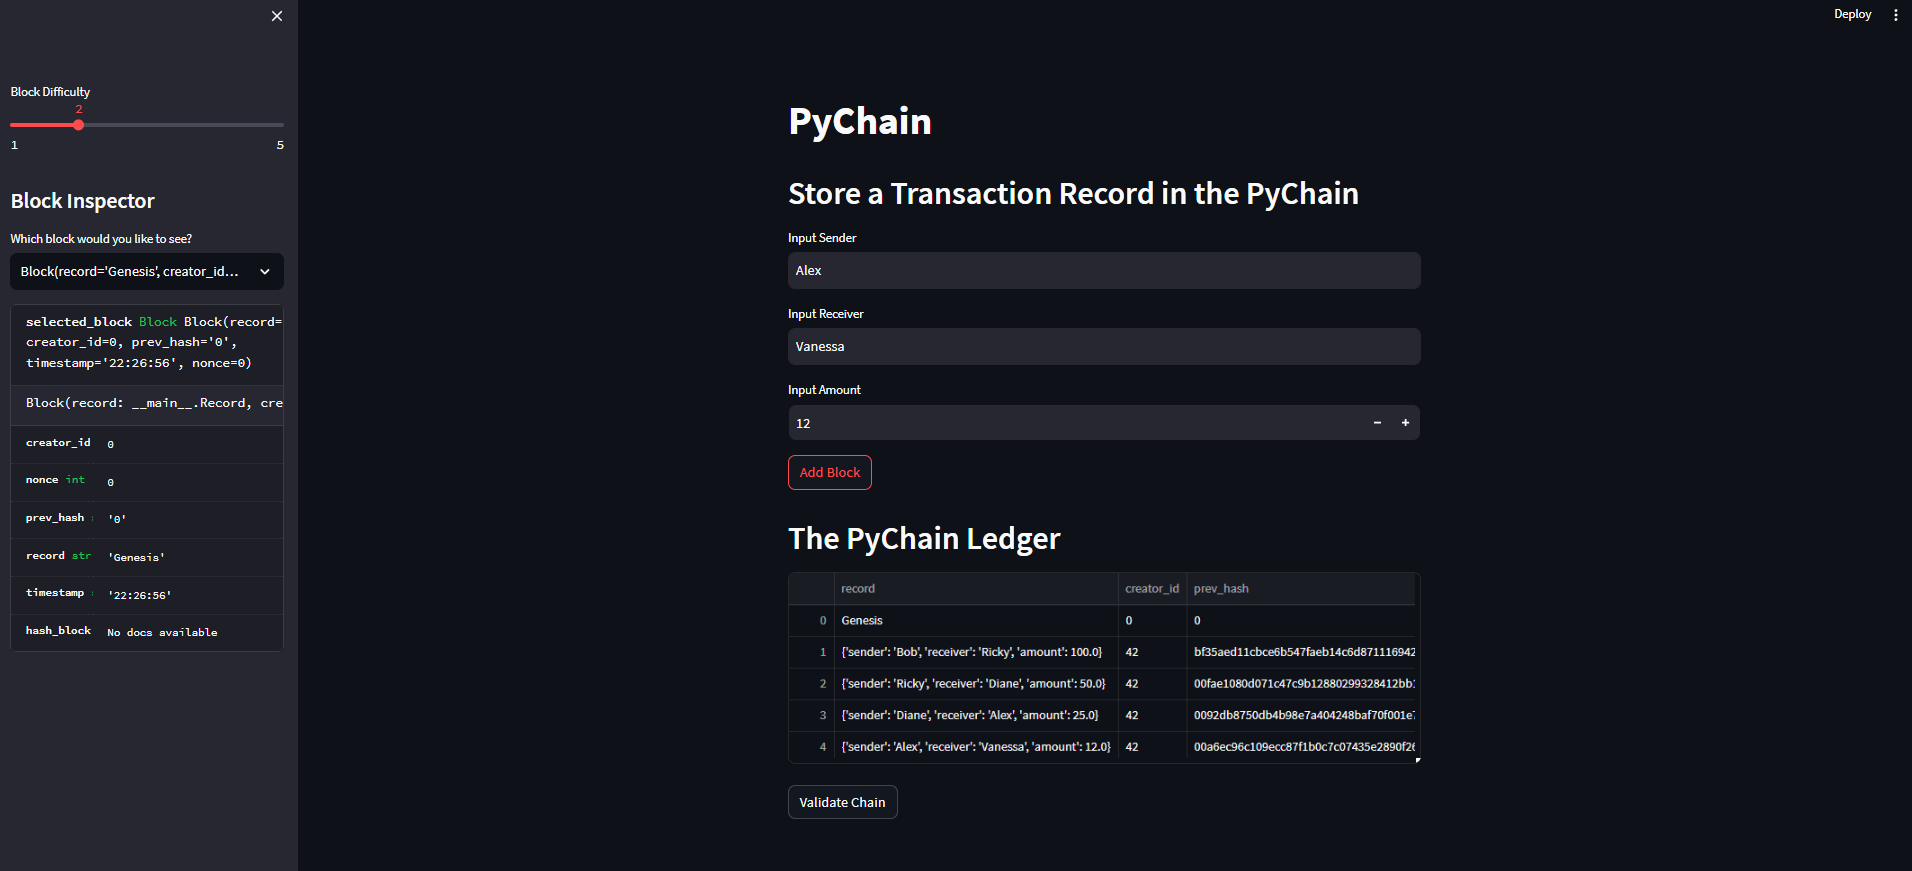 Deploy
Block Difficulty
2
1 5
Block Inspector
Which block would you like to see?
Block(record='Genesis', creator_id...
selected_block Block Block(record=
creator_id=0, prev_hash='0',
timestamp='22:26:56', nonce=0)
Block(record: __main__.Record, cre
creator_id 0
nonce int 0
prev_hash : '0'
record str 'Genesis'
timestamp : '22:26:56'
hash_block No docs available
PyChain
Store a Transaction Record in the PyChain
Input Sender
Alex
Input Receiver
Vanessa
Input Amount
12
Add Block
The PyChain Ledger
record creator_id prev_hash
0 Genesis 0 0
1 {'sender': 'Bob', 'receiver': 'Ricky', 'amount': 100.0} 42 bf35aed11cbce6b547faeb14c6d871116942
2 {'sender': 'Ricky', 'receiver': 'Diane', 'amount': 50.0} 42 00fae1080d071c47c9b12880299328412bb
3 {'sender': 'Diane', 'receiver': 'Alex', 'amount': 25.0} 42 0092db8750db4b98e7a404248baf70f001e
4 {'sender': 'Alex', 'receiver': 'Vanessa', 'amount': 12.0} 42 00a6ec96c109ecc87f1b0c7c07435e2890f26
Validate Chain